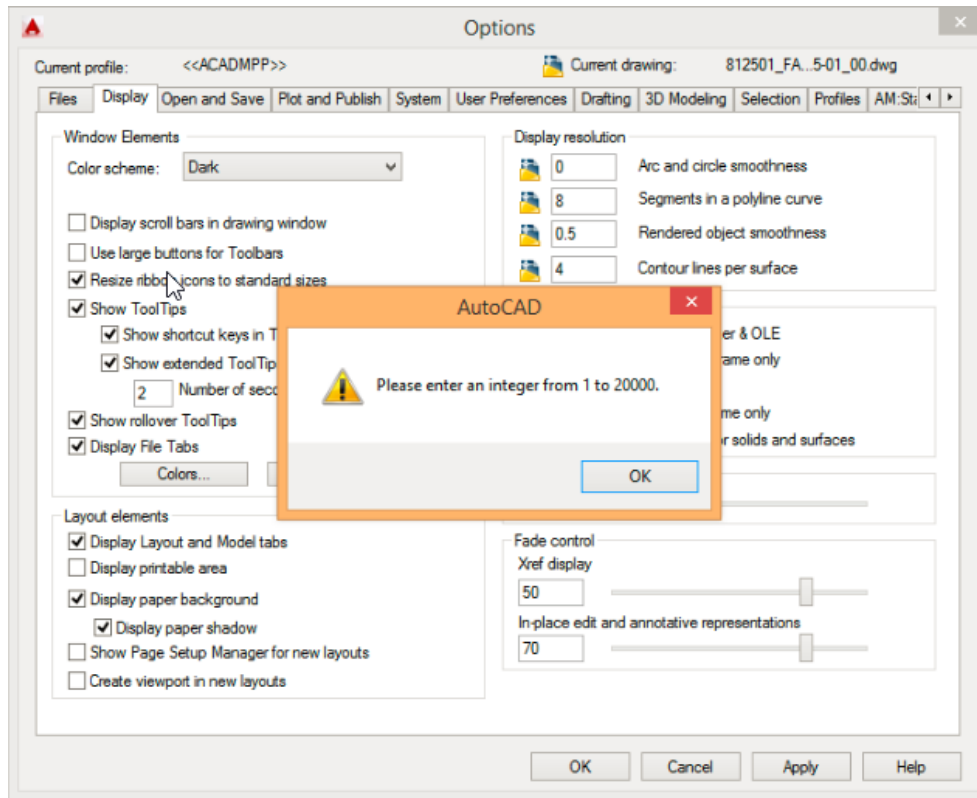 Options
Current profile: <<ACADMPP>> Current drawing: 812501_FA...5-01_00.dwg
Files Display Open and Save Plot and Publish System User Preferences Drafting 3D Modeling Selection Profiles AM:Sta
Window Elements
Color scheme: Dark
Display scroll bars in drawing window
Use large buttons for Toolbars
Resize ribbon icons to standard sizes
Show ToolTips
Show shortcut keys in T
Show extended ToolTip
2 Number of seco
Show rollover ToolTips
Display File Tabs
Colors...
Layout elements
Display Layout and Model tabs
Display printable area
Display paper background
Display paper shadow
Show Page Setup Manager for new layouts
Create viewport in new layouts
Display resolution
0 Arc and circle smoothness
8 Segments in a polyline curve
0.5 Rendered object smoothness
4 Contour lines per surface
er & OLE
ame only
me only
r solids and surfaces
Fade control
Xref display
50
In-place edit and annotative representations
70
AutoCAD
Please enter an integer from 1 to 20000.
OK
OK Cancel Apply Help